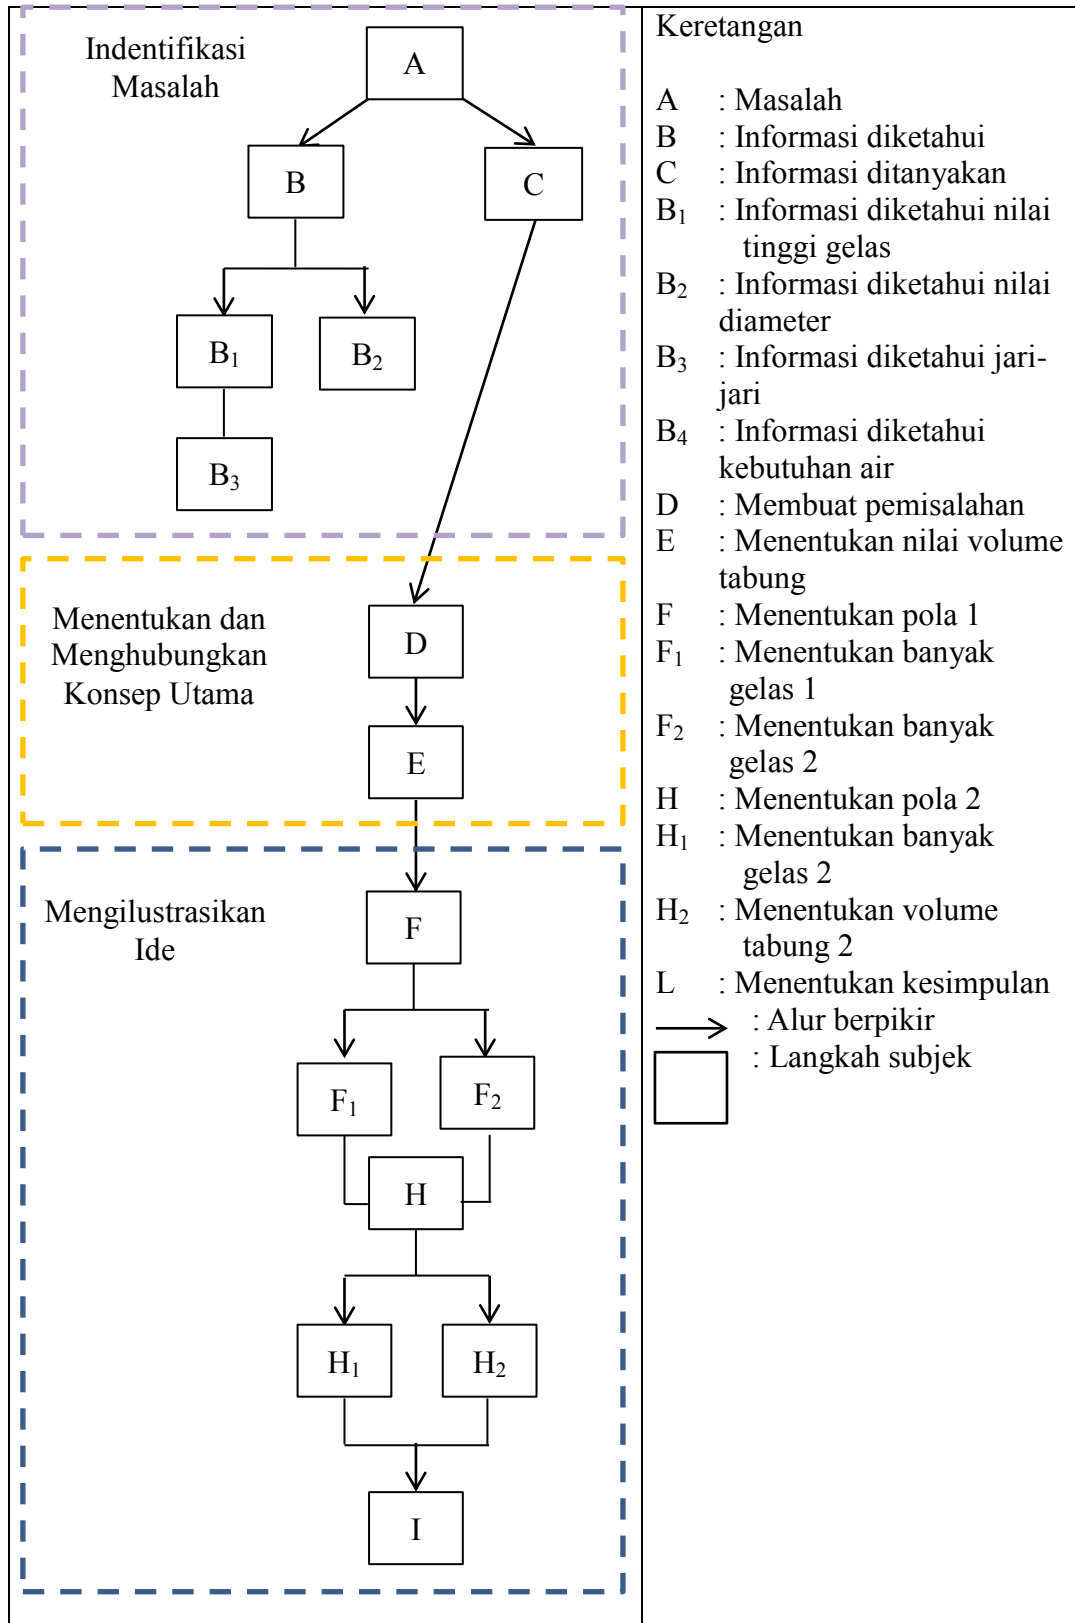 Indentifikasi
Masalah
A
B
C
B₁
B₂
B₃
Menentukan dan
Menghubungkan
Konsep Utama
D
E
Mengilustrasikan
Ide
F
F₁
F₂
H
H₁
H₂
I
Keretangan
A : Masalah
B : Informasi diketahui
C : Informasi ditanyakan
B₁ : Informasi diketahui nilai
tinggi gelas
B₂ : Informasi diketahui nilai
diameter
B₃ : Informasi diketahui jari-
jari
B₄ : Informasi diketahui
kebutuhan air
D : Membuat pemisalahan
E : Menentukan nilai volume
tabung
F : Menentukan pola 1
F₁ : Menentukan banyak
gelas 1
F₂ : Menentukan banyak
gelas 2
H : Menentukan pola 2
H₁ : Menentukan banyak
gelas 2
H₂ : Menentukan volume
tabung 2
L : Menentukan kesimpulan
: Alur berpikir
: Langkah subjek